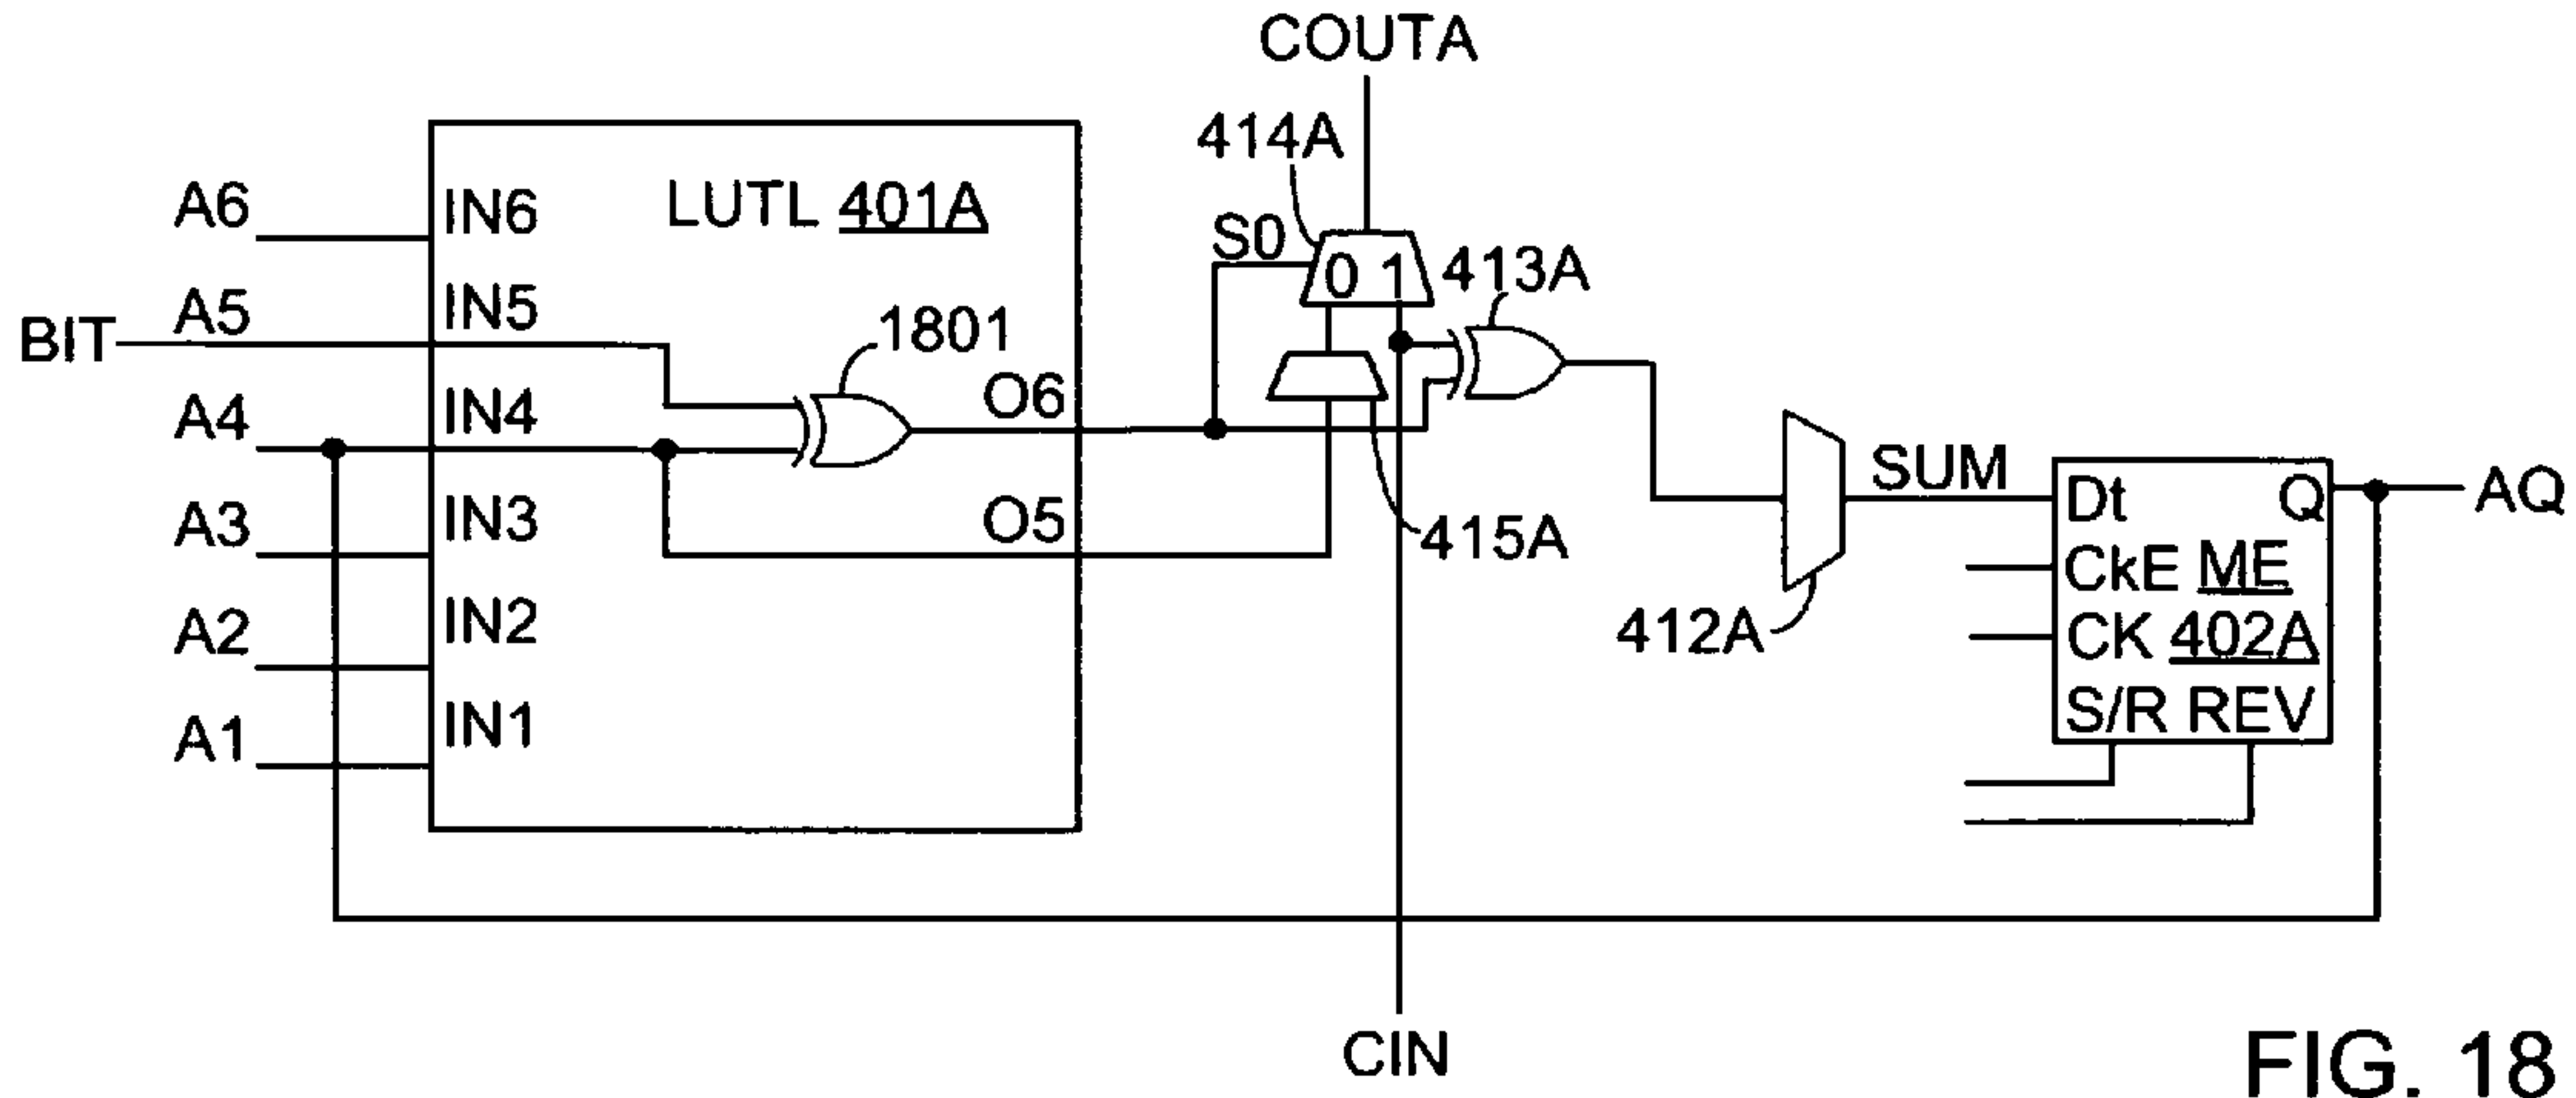 COUTA
414A
A6
IN6
LUTL 401A
S0
0 1
413A
BIT
A5
IN5
1801
A4
IN4
O6
SUM
Dt
Q
AQ
A3
IN3
O5
415A
CkE ME
A2
IN2
412A
CK 402A
A1
IN1
S/R REV
CIN
FIG. 18